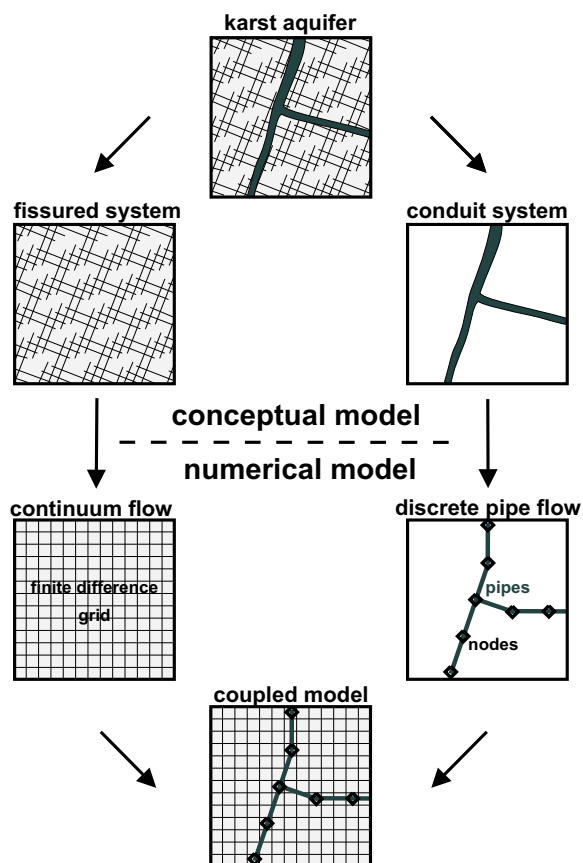 karst aquifer
fissured system
conduit system
conceptual model
numerical model
continuum flow
discrete pipe flow
finite difference
grid
pipes
nodes
coupled model